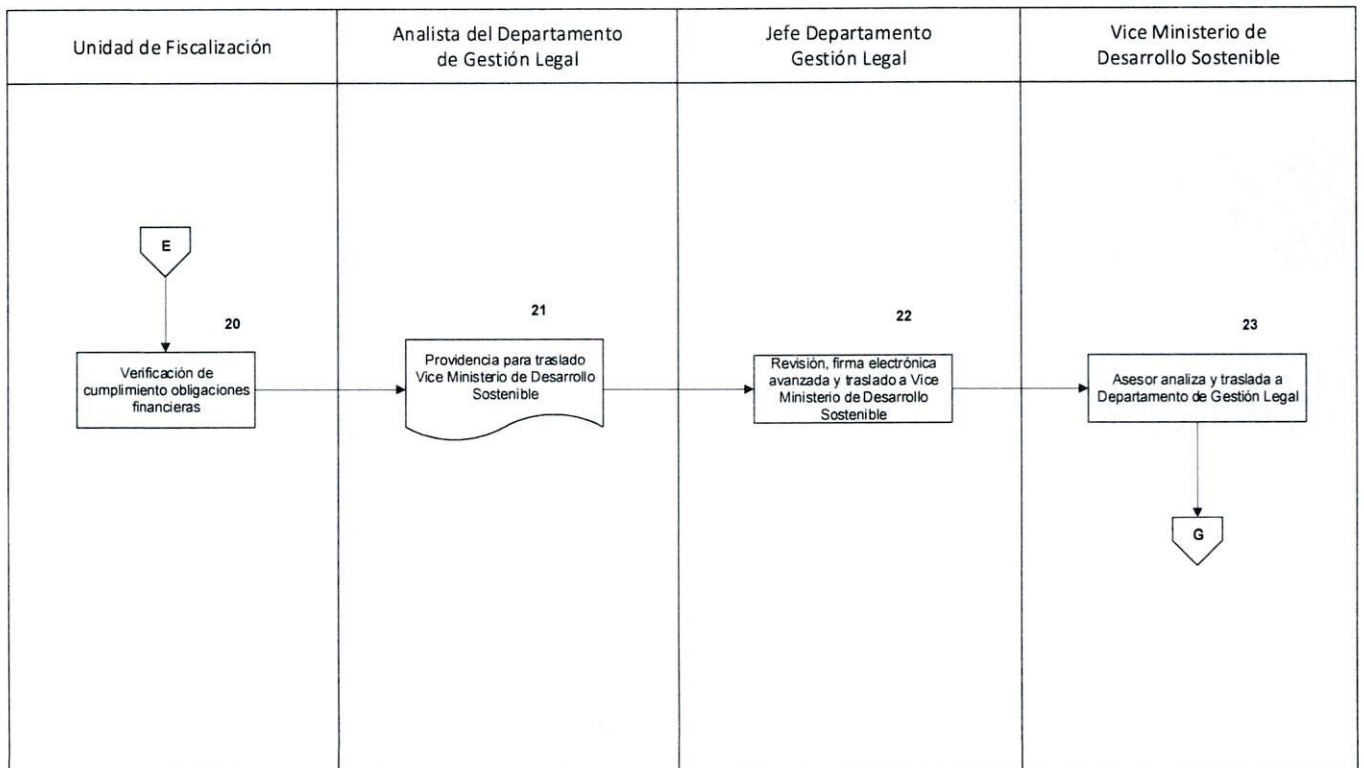 Unidad de Fiscalización
Analista del Departamento
de Gestión Legal
Jefe Departamento
Gestión Legal
Vice Ministerio de
Desarrollo Sostenible
E
20
Verificación de
cumplimiento obligaciones
financieras
21
Providencia para traslado
Vice Ministerio de Desarrollo
Sostenible
22
Revisión, firma electrónica
avanzada y traslado a Vice
Ministerio de Desarrollo
Sostenible
23
Asesor analiza y traslada a
Departamento de Gestión Legal
G